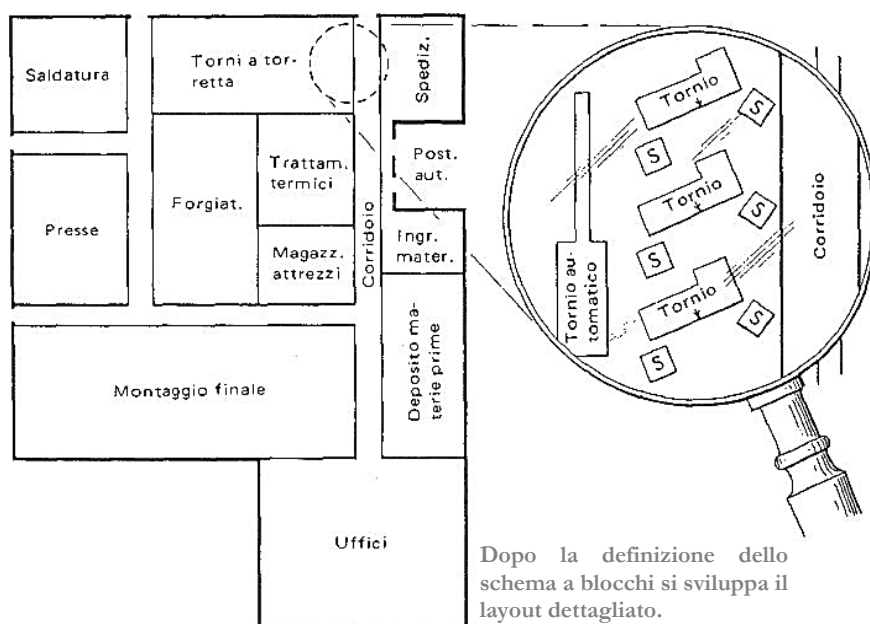 Saldatura
Torni a tor-
retta
Spediz.
Presse
Forgiat.
Trattam.
termici
Magazz.
attrezzi
Corridoio
Post.
aut.
Ingr.
mater.
Montaggio finale
Deposito ma-
terie prime
Uffici
Tornio
S
S
Tornio
S
S
Tornio
S
S
Tornio au-
tomatico
Corridoio
Dopo la definizione dello
schema a blocchi si sviluppa il
layout dettagliato.